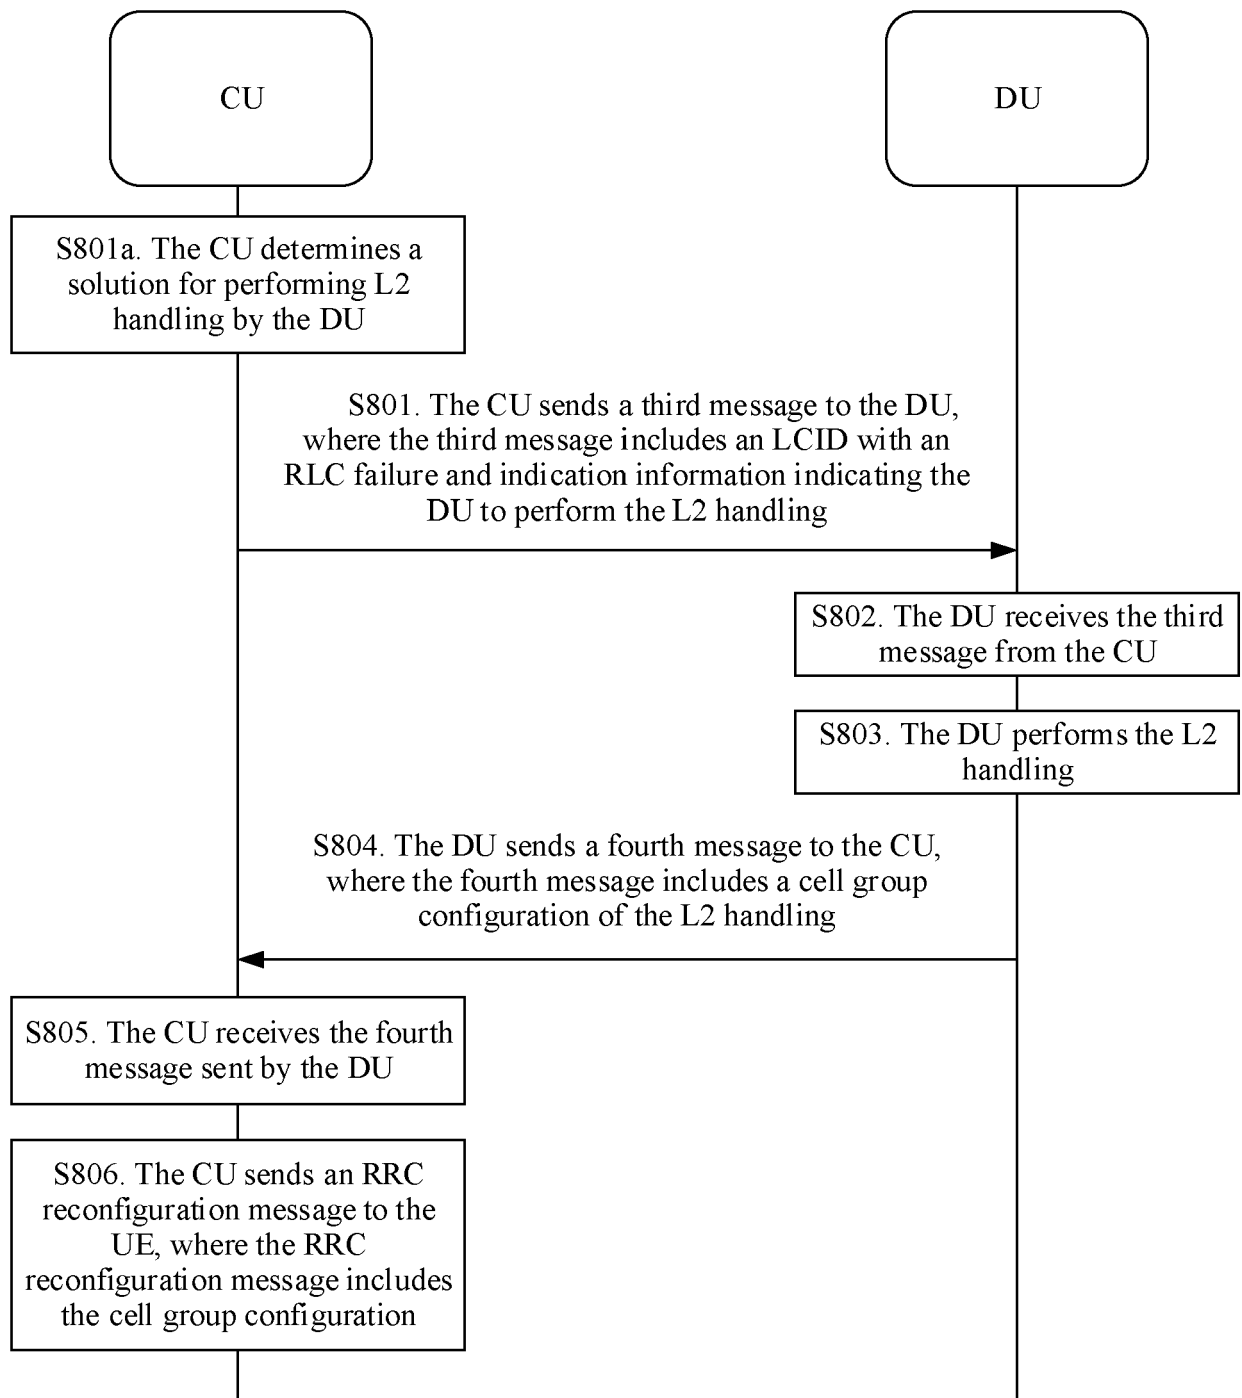 CU
DU
S801a. The CU determines a
solution for performing L2
handling by the DU
S801. The CU sends a third message to the DU,
where the third message includes an LCID with an
RLC failure and indication information indicating the
DU to perform the L2 handling
S802. The DU receives the third
message from the CU
S803. The DU performs the L2
handling
S804. The DU sends a fourth message to the CU,
where the fourth message includes a cell group
configuration of the L2 handling
S805. The CU receives the fourth
message sent by the DU
S806. The CU sends an RRC
reconfiguration message to the
UE, where the RRC
reconfiguration message includes
the cell group configuration